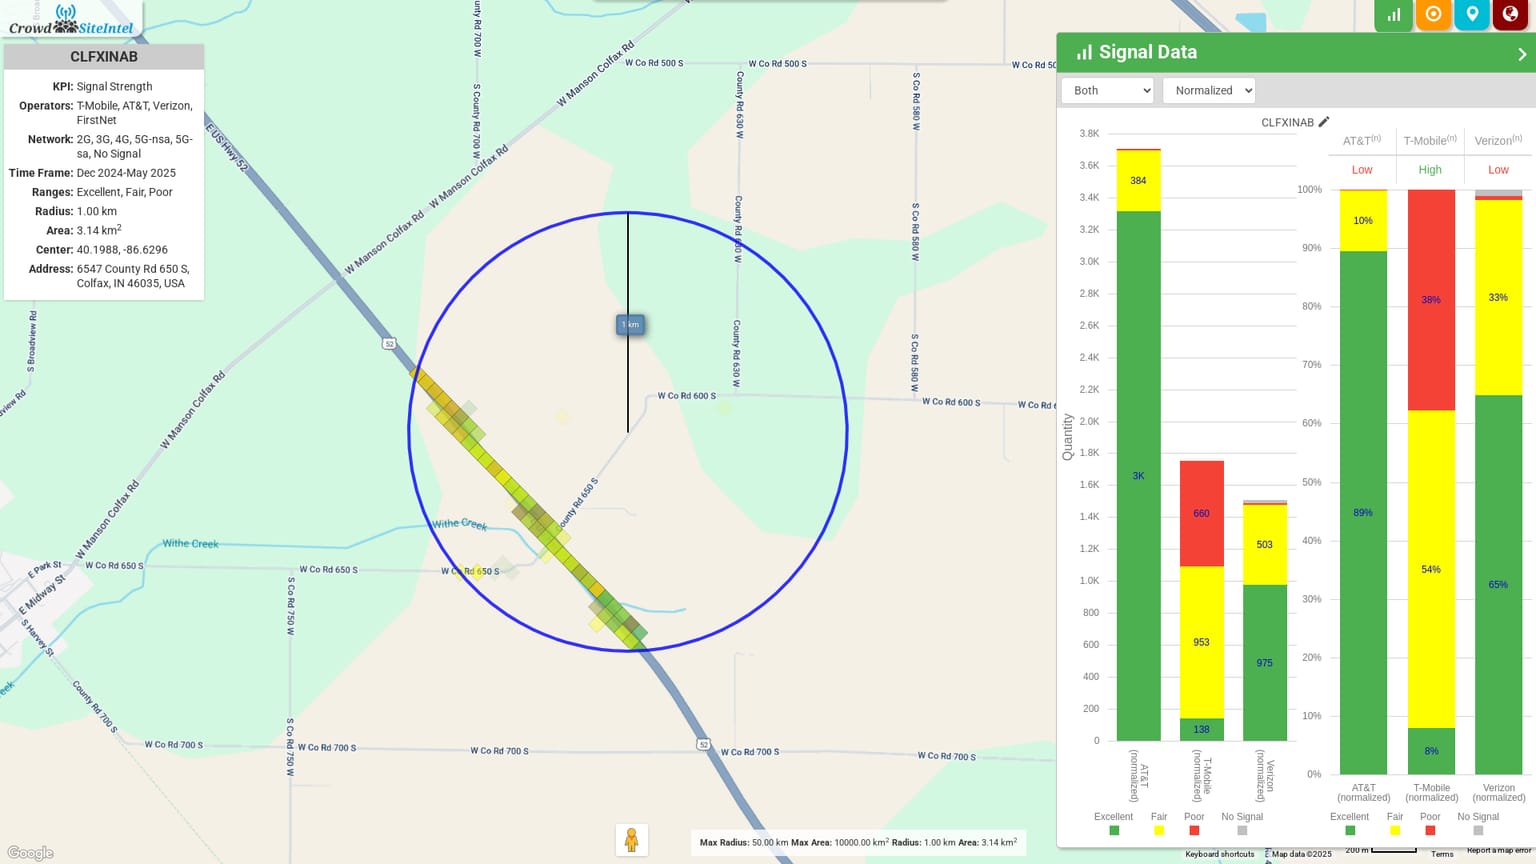 Crowd SiteIntel
CLFXINAB
KPI: Signal Strength
Operators: T-Mobile, AT&T, Verizon,
FirstNet
Network: 2G, 3G, 4G, 5G-nsa, 5G-
sa, No Signal
Time Frame: Dec 2024-May 2025
Ranges: Excellent, Fair, Poor
Radius: 1.00 km
Area: 3.14 km²
Center: 40.1988, -86.6296
Address: 6547 County Rd 650 S,
Colfax, IN 46035, USA
S County Rd 700 W
W Manson Colfax Rd
W Co Rd 500 S
W Co Rd 500 S
W Co Rd 50
E US Hwy 52
County Rd 630 W
S Co Rd 580 W
W Manson Colfax Rd
W Manson Colfax Rd
W Manson Colfax Rd
County Rd 630 W
S Co Rd 580 W
1 km
S Broadview Rd
52
County Rd 630 W
S Co Rd 580 W
W Manson Colfax Rd
W Co Rd 600 S
W Co Rd 600 S
W Co Rd 6
W Manson Colfax Rd
County Rd 650 S
Withe Creek
Withe Creek
E Park St
W Co Rd 650 S
W Co Rd 650 S
W Co Rd 650 S
E Midway St
S Harvey St
S Co Rd 750 W
County Rd 700 S
S Co Rd 750 W
W Co Rd 700 S
W Co Rd 700 S
W Co Rd 700 S
52
W Co Rd 700 S
W Co Rd 700 S
Google
Max Radius: 50.00 km Max Area: 10000.00 km² Radius: 1.00 km Area: 3.14 km²
Signal Data
Both
Normalized
CLFXINAB
3.8K
3.6K
3.4K
3.2K
3.0K
2.8K
2.6K
2.4K
2.2K
2.0K
1.8K
1.6K
1.4K
1.2K
1.0K
800
600
400
200
0
Quantity
384
3K
660
953
138
503
975
AT&T
(normalized)
T-Mobile
(normalized)
Verizon
(normalized)
Excellent Fair Poor No Signal
AT&T(n) T-Mobile(n) Verizon(n)
Low High Low
100%
90%
80%
70%
60%
50%
40%
30%
20%
10%
0%
10%
89%
38%
54%
8%
33%
65%
AT&T
(normalized)
T-Mobile
(normalized)
Verizon
(normalized)
Excellent Fair Poor No Signal
Keyboard shortcuts Map data ©2025 200 m Terms Report a map error